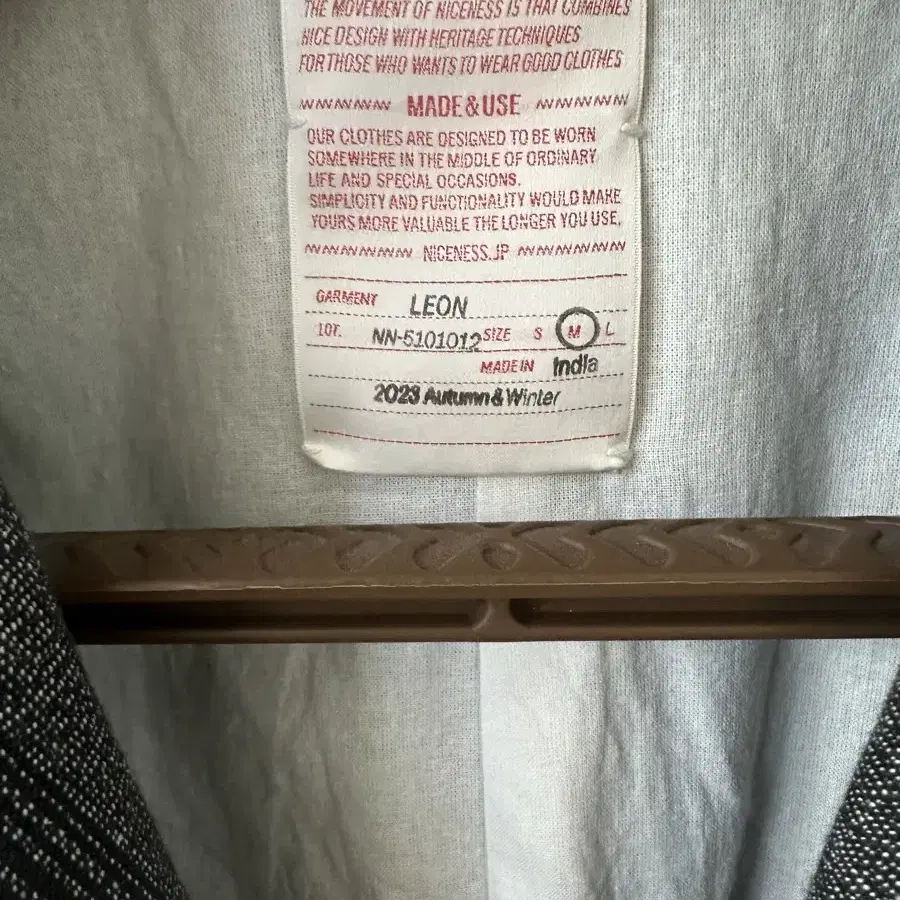 THE MOVEMENT OF NICENESS IS THAT COMBINES
NICE DESIGN WITH HERITAGE TECHNIQUES
FOR THOSE WHO WANTS TO WEAR GOOD CLOTHES
MADE & USE
OUR CLOTHES ARE DESIGNED TO BE WORN
SOMEWHERE IN THE MIDDLE OF ORDINARY
LIFE AND SPECIAL OCCASIONS.
SIMPLICITY AND FUNCTIONALITY WOULD MAKE
YOURS MORE VALUABLE THE LONGER YOU USE.
NICENESS.JP
GARMENT LEON
LOT. NN-5101012 SIZE S M L
MADE IN India
2023 Autumn & Winter